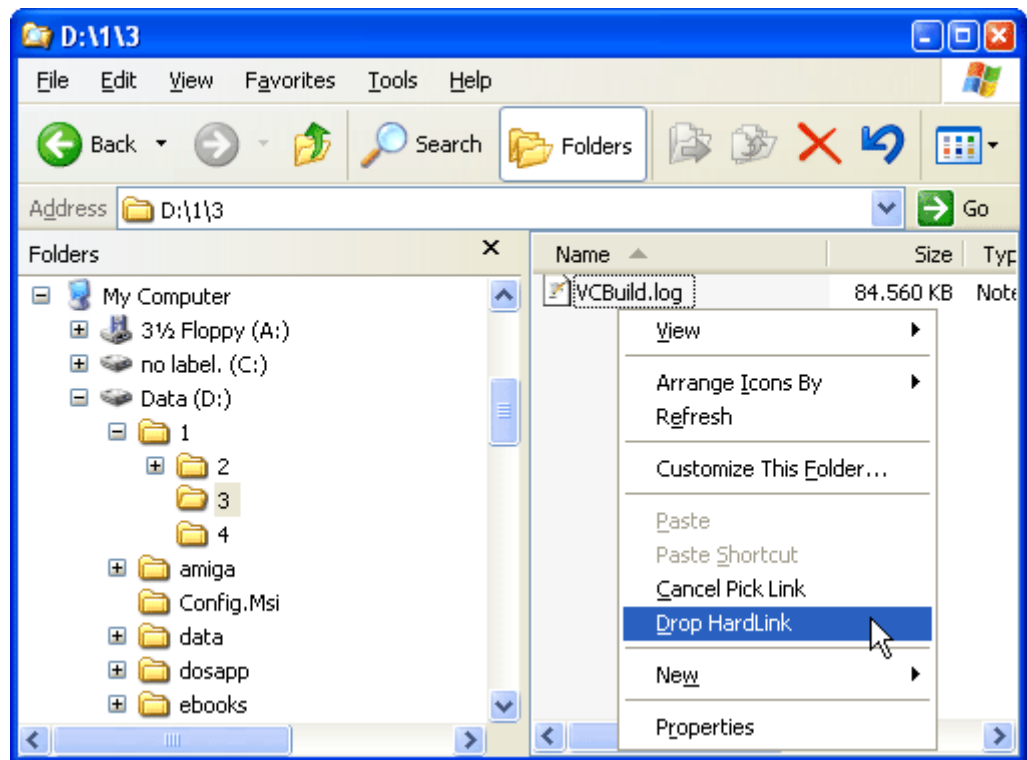 D:\1\3
File Edit View Favorites Tools Help
Back Search Folders
Address D:\1\3 Go
Folders
My Computer
3½ Floppy (A:)
no label. (C:)
Data (D:)
1
2
3
4
amiga
Config.Msi
data
dosapp
ebooks
Name Size Typ
VCBuild.log 84.560 KB Note
View
Arrange Icons By
Refresh
Customize This Folder...
Paste
Paste Shortcut
Cancel Pick Link
Drop HardLink
New
Properties